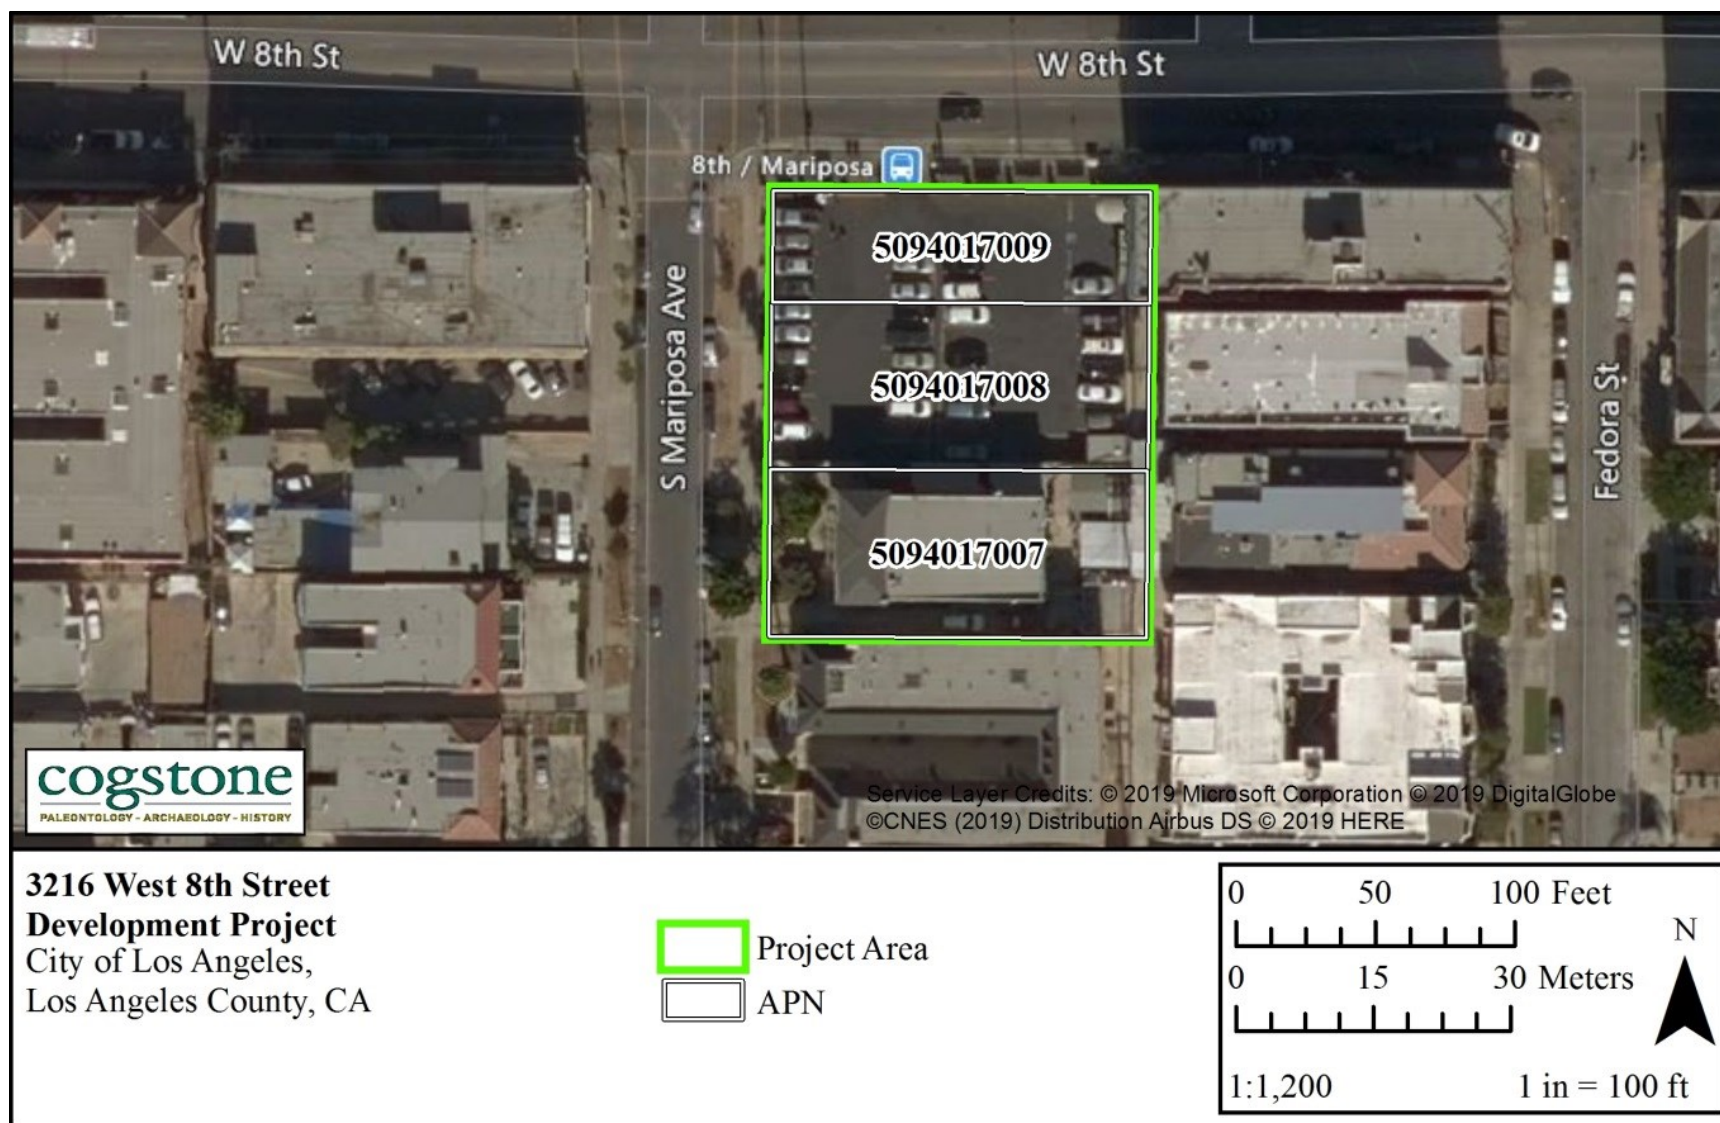 W 8th St
W 8th St
8th / Mariposa
5094017009
S Mariposa Ave
5094017008
Fedora St
5094017007
cogstone
PALEONTOLOGY - ARCHAEOLOGY - HISTORY
Service Layer Credits: © 2019 Microsoft Corporation © 2019 DigitalGlobe
©CNES (2019) Distribution Airbus DS © 2019 HERE
3216 West 8th Street
Development Project
City of Los Angeles,
Los Angeles County, CA
Project Area
APN
0 50 100 Feet
0 15 30 Meters
N
1:1,200 1 in = 100 ft